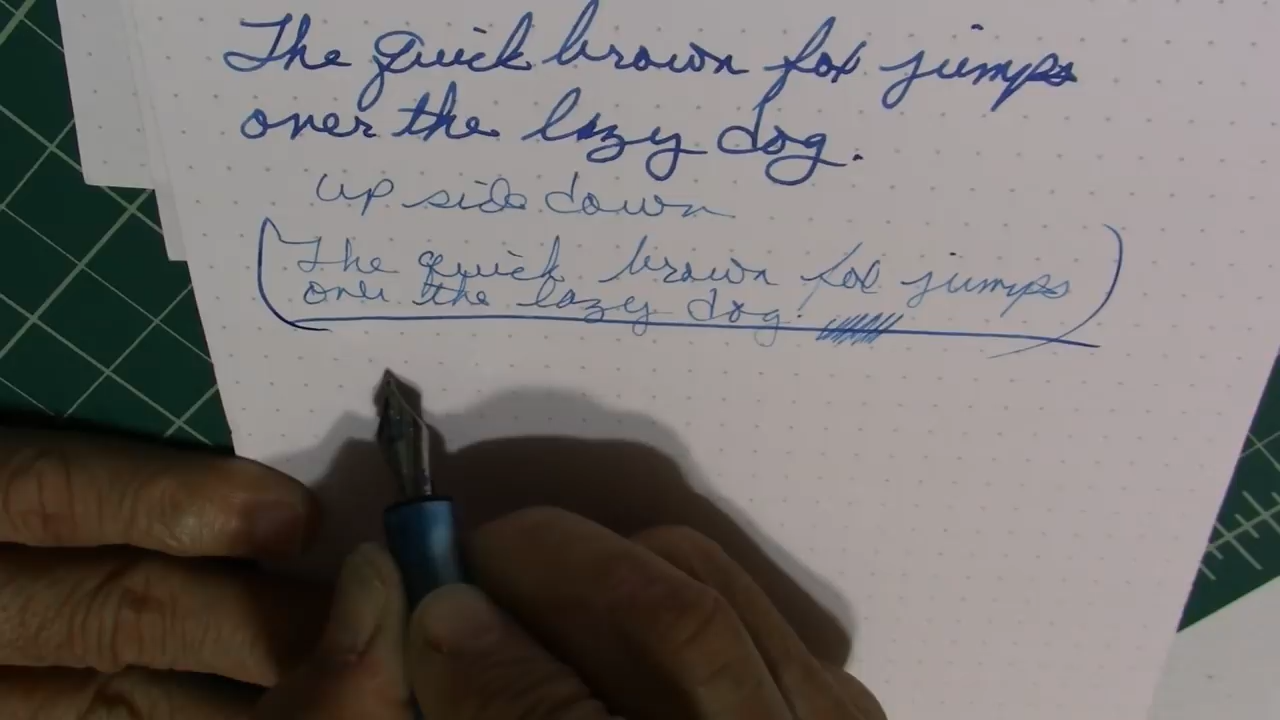 The quick brown fox jumps
over the lazy dog.
up side down
The quick brown fox jumps
over the lazy dog.